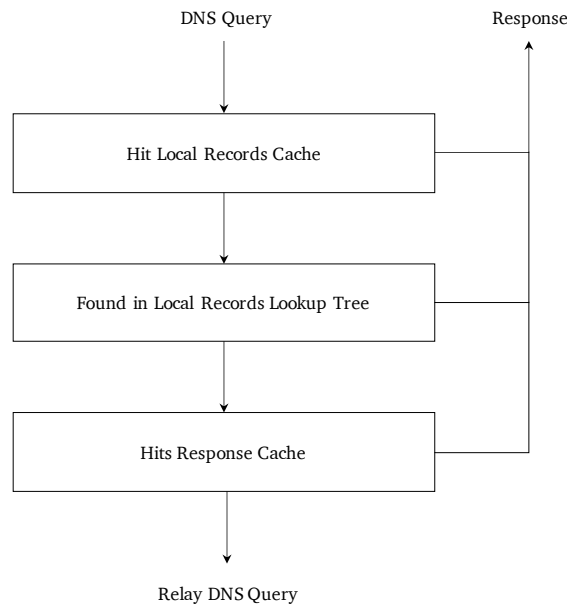 DNS Query
Response
Hit Local Records Cache
Found in Local Records Lookup Tree
Hits Response Cache
Relay DNS Query